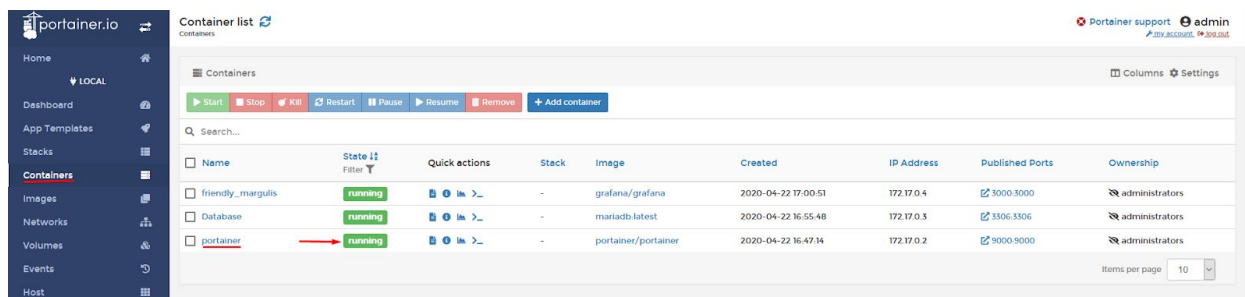 portainer.io
Home
LOCAL
Dashboard
App Templates
Stacks
Containers
Images
Networks
Volumes
Events
Host
Container list
Containers
Portainer support admin
my account log out
Containers
Columns Settings
Start Stop Kill Restart Pause Resume Remove + Add container
Search...
Name State Filter Quick actions Stack Image Created IP Address Published Ports Ownership
friendly_margulis running - grafana/grafana 2020-04-22 17:00:51 172.17.0.4 3000:3000 administrators
Database running - mariadb:latest 2020-04-22 16:55:48 172.17.0.3 3306:3306 administrators
portainer running - portainer/portainer 2020-04-22 16:47:14 172.17.0.2 9000:9000 administrators
Items per page 10